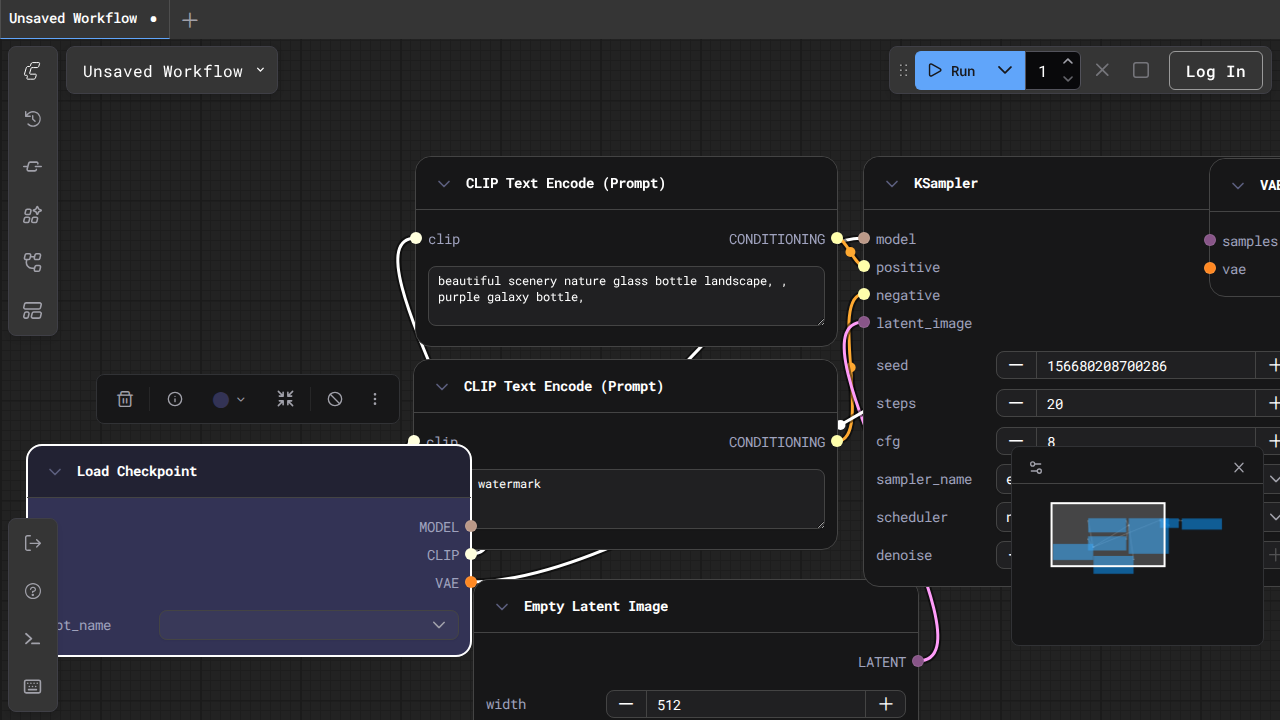 Unsaved Workflow
Unsaved Workflow
Run
1
Log In
CLIP Text Encode (Prompt)
clip
CONDITIONING
beautiful scenery nature glass bottle landscape, ,
purple galaxy bottle,
CLIP Text Encode (Prompt)
clip
CONDITIONING
watermark
Load Checkpoint
MODEL
CLIP
VAE
Empty Latent Image
LATENT
width
512
KSampler
model
positive
negative
latent_image
seed
156680208700286
steps
20
cfg
8
sampler_name
scheduler
denoise
samples
vae